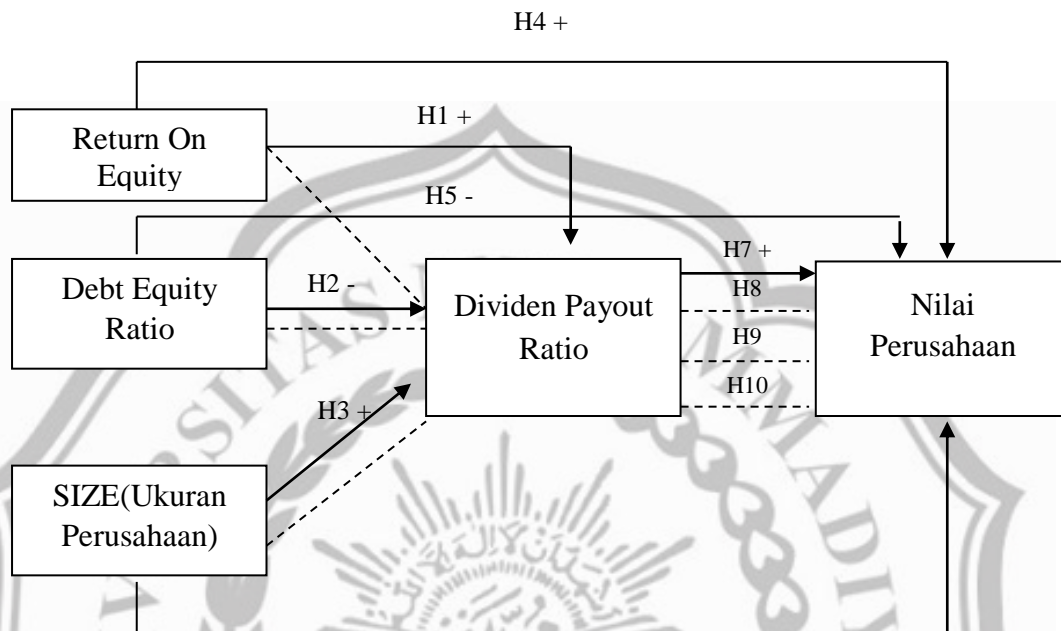 H4 +
H1 +
Return On
Equity
H5 -
H7 +
H2 -
Debt Equity
Ratio
Dividen Payout
Ratio
H8
H9
H10
Nilai
Perusahaan
H3 +
SIZE(Ukuran
Perusahaan)